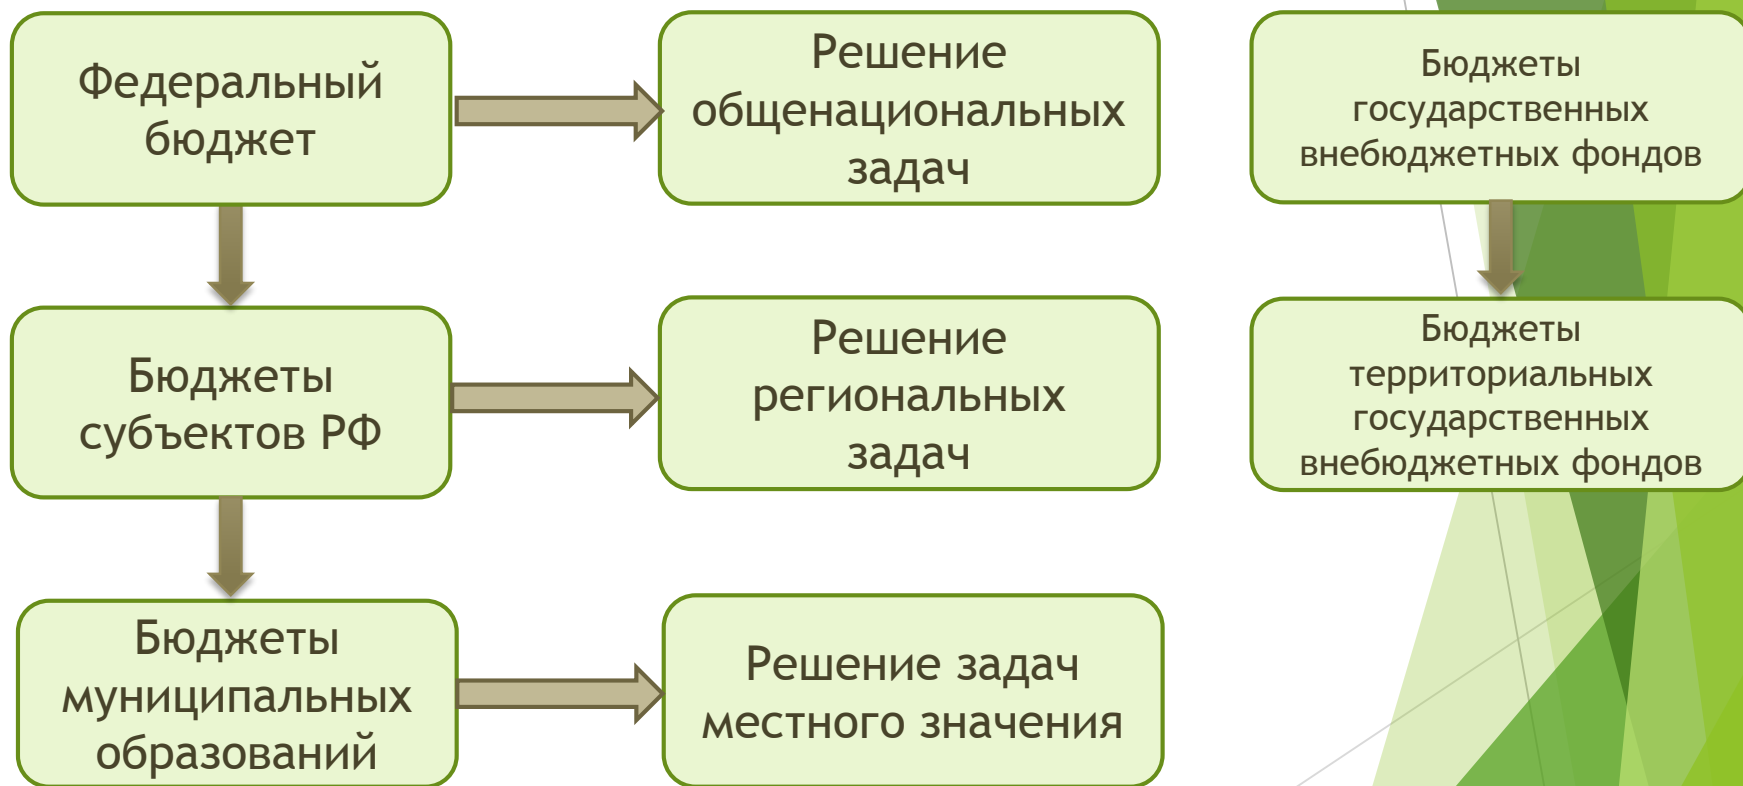 Федеральный
бюджет
Решение
общенациональных
задач
Бюджеты
государственных
внебюджетных фондов
Бюджеты
субъектов РФ
Решение
региональных
задач
Бюджеты
территориальных
государственных
внебюджетных фондов
Бюджеты
муниципальных
образований
Решение задач
местного значения